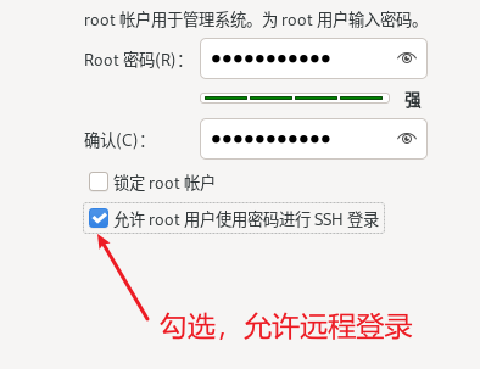 root 帐户用于管理系统。为 root 用户输入密码。
Root 密码(R)：
强
确认(C)：
锁定 root 帐户
允许 root 用户使用密码进行 SSH 登录
勾选，允许远程登录